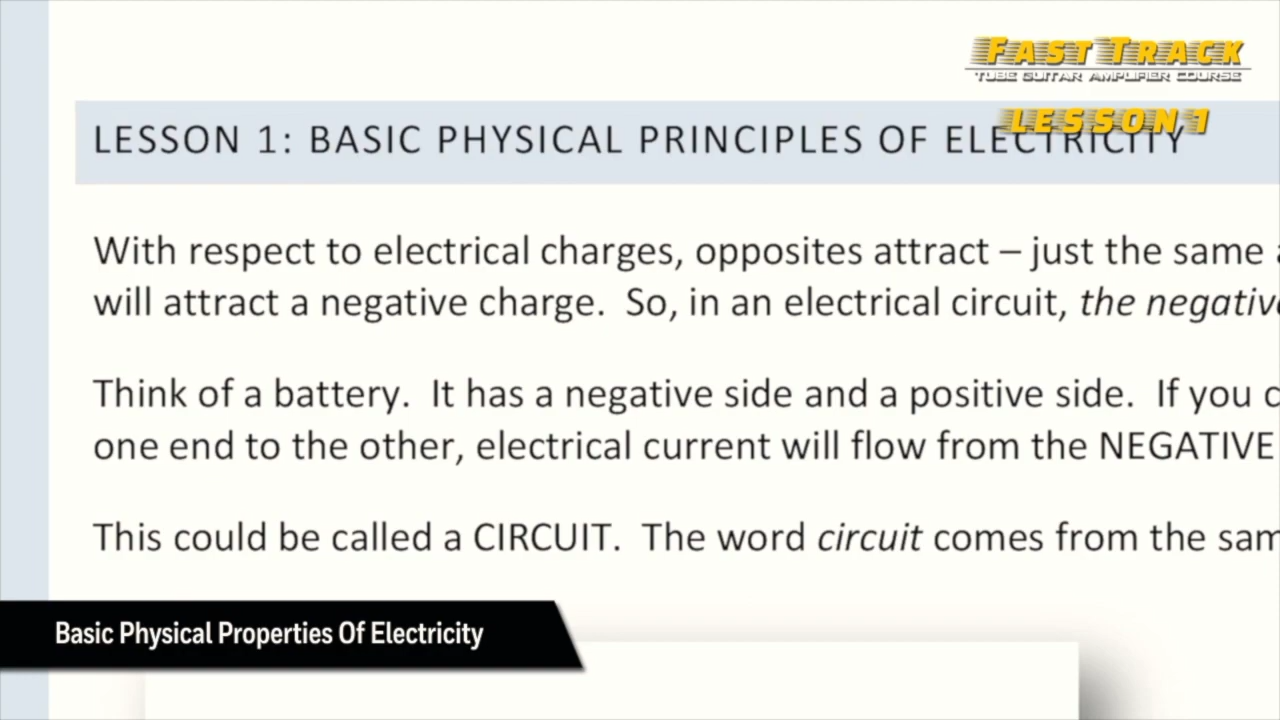 FAST TRACK
TUBE GUITAR AMPLIFIER COURSE
LESSON 1
LESSON 1: BASIC PHYSICAL PRINCIPLES OF ELECTRICITY
With respect to electrical charges, opposites attract – just the same
will attract a negative charge. So, in an electrical circuit, the negative
Think of a battery. It has a negative side and a positive side. If you
one end to the other, electrical current will flow from the NEGATIVE
This could be called a CIRCUIT. The word circuit comes from the
Basic Physical Properties Of Electricity